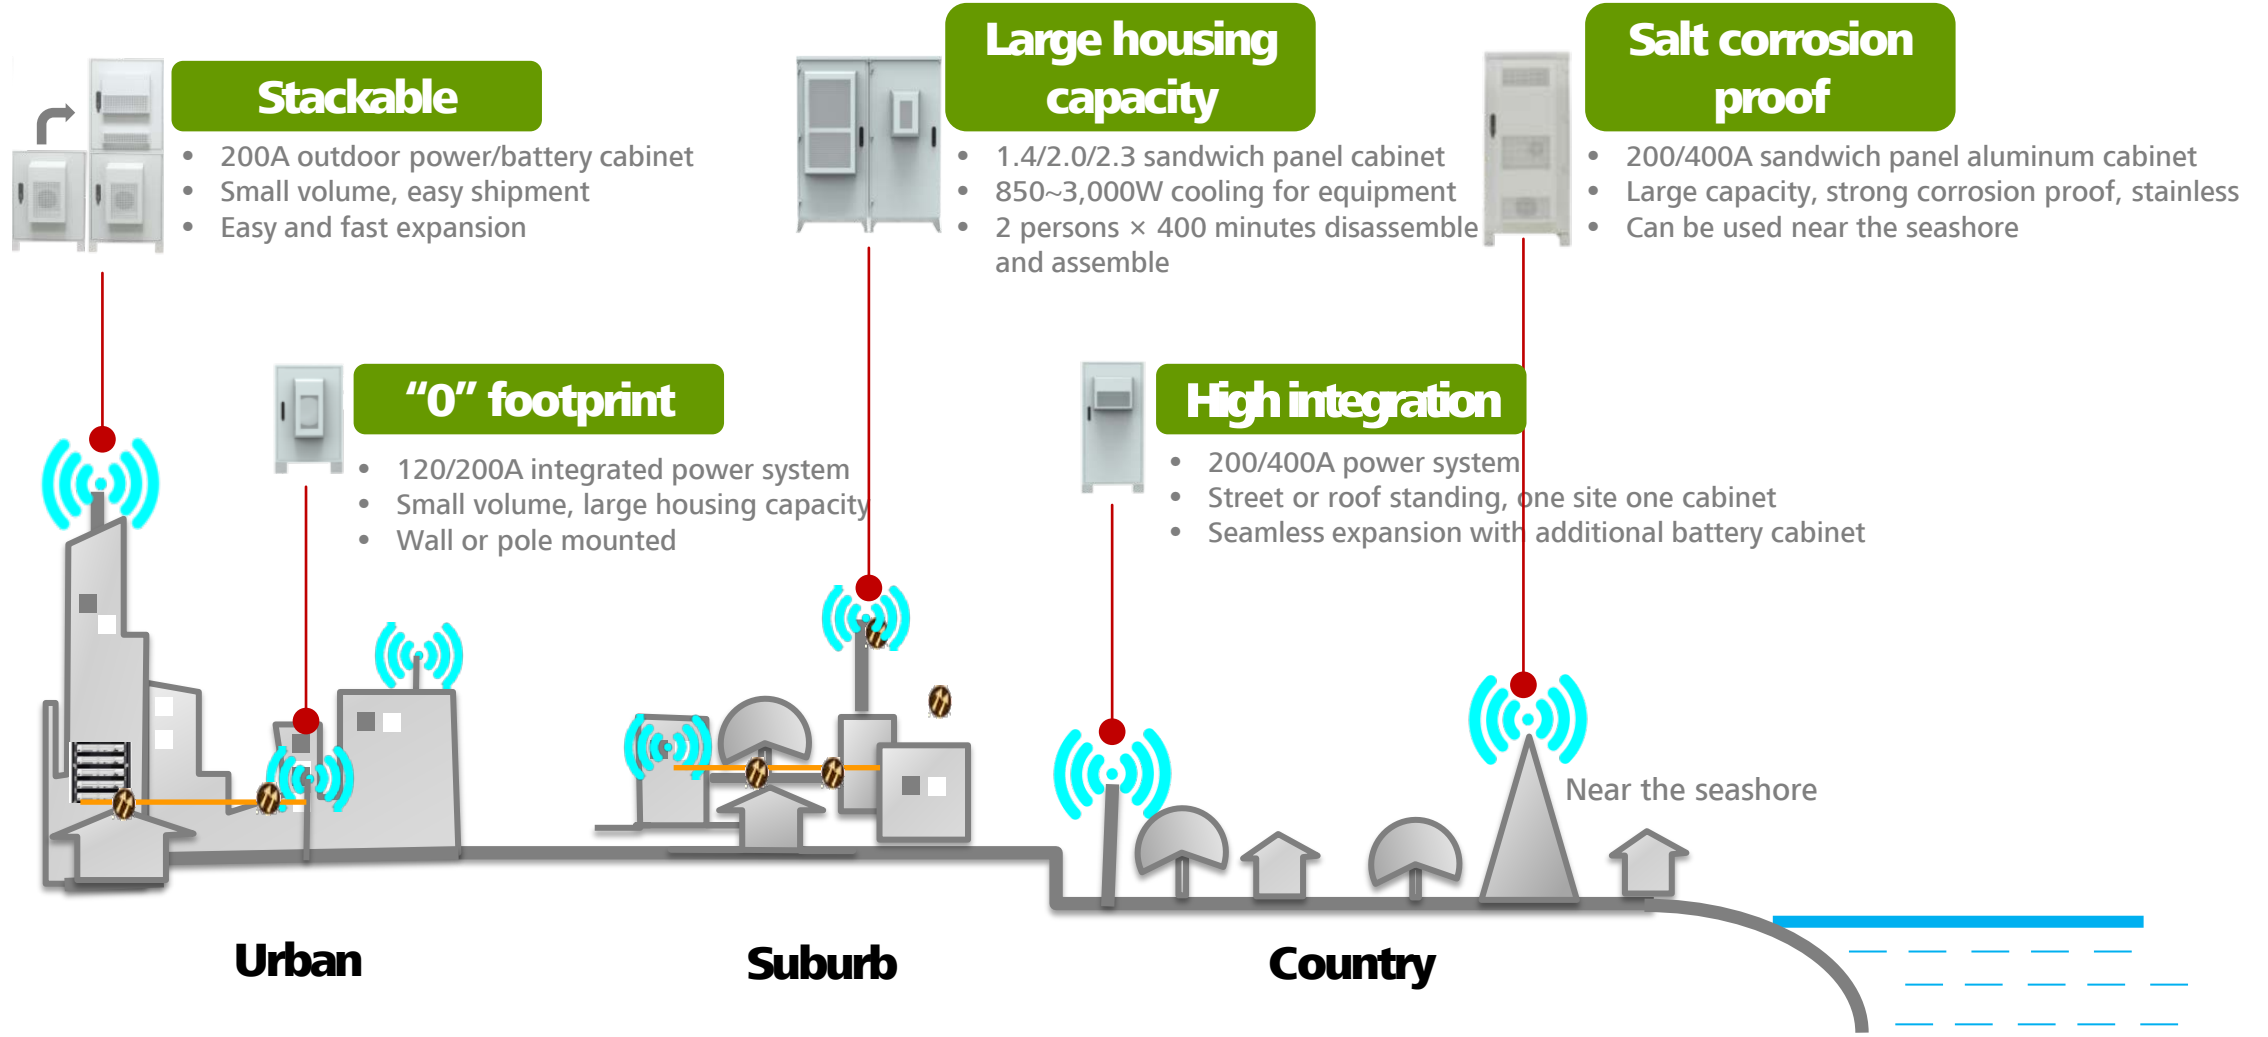 Stackable
• 200A outdoor power/battery cabinet
• Small volume, easy shipment
• Easy and fast expansion
Large housing
capacity
• 1.4/2.0/2.3 sandwich panel cabinet
• 850~3,000W cooling for equipment
• 2 persons × 400 minutes disassemble
and assemble
Salt corrosion
proof
• 200/400A sandwich panel aluminum cabinet
• Large capacity, strong corrosion proof, stainless
• Can be used near the seashore
“0” footprint
• 120/200A integrated power system
• Small volume, large housing capacity
• Wall or pole mounted
High integration
• 200/400A power system
• Street or roof standing, one site one cabinet
• Seamless expansion with additional battery cabinet
Near the seashore
Urban
Suburb
Country